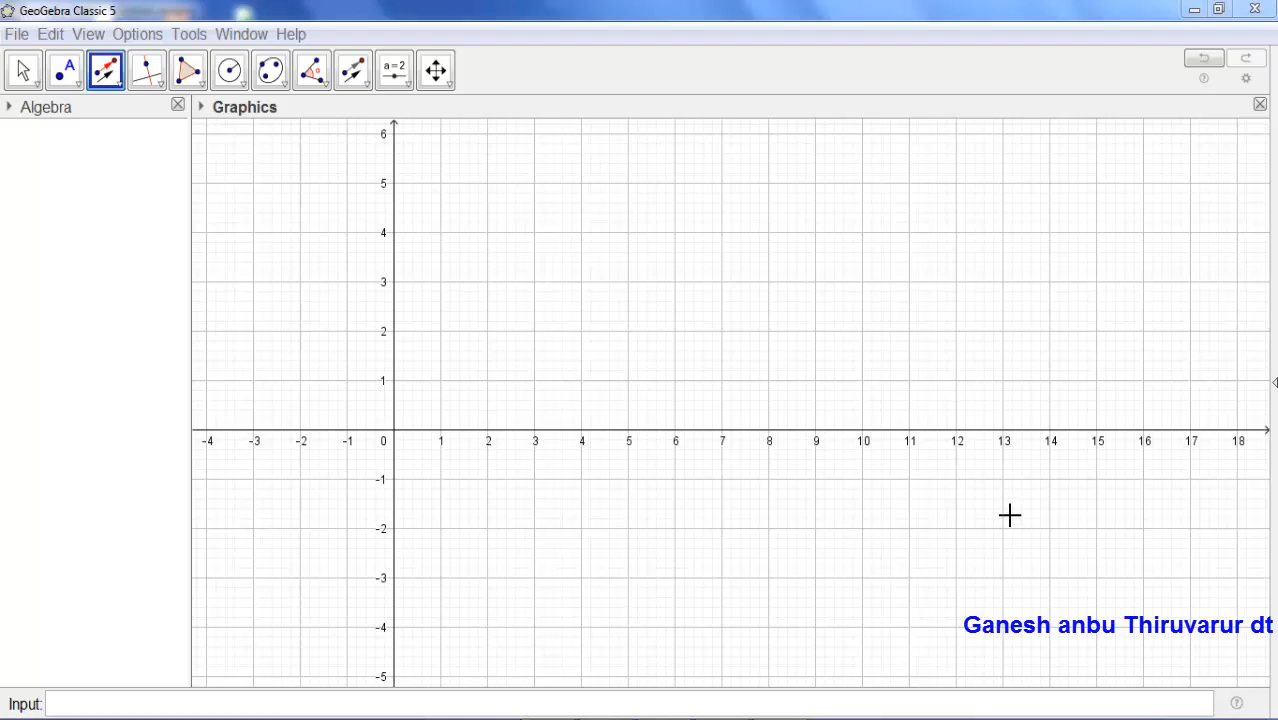 GeoGebra Classic 5
File Edit View Options Tools Window Help
A
α
a = 2
Algebra
Graphics
6
5
4
3
2
1
-4 -3 -2 -1 0 1 2 3 4 5 6 7 8 9 10 11 12 13 14 15 16 17 18
-1
-2
-3
-4
-5
Ganesh anbu Thiruvarur dt
Input: